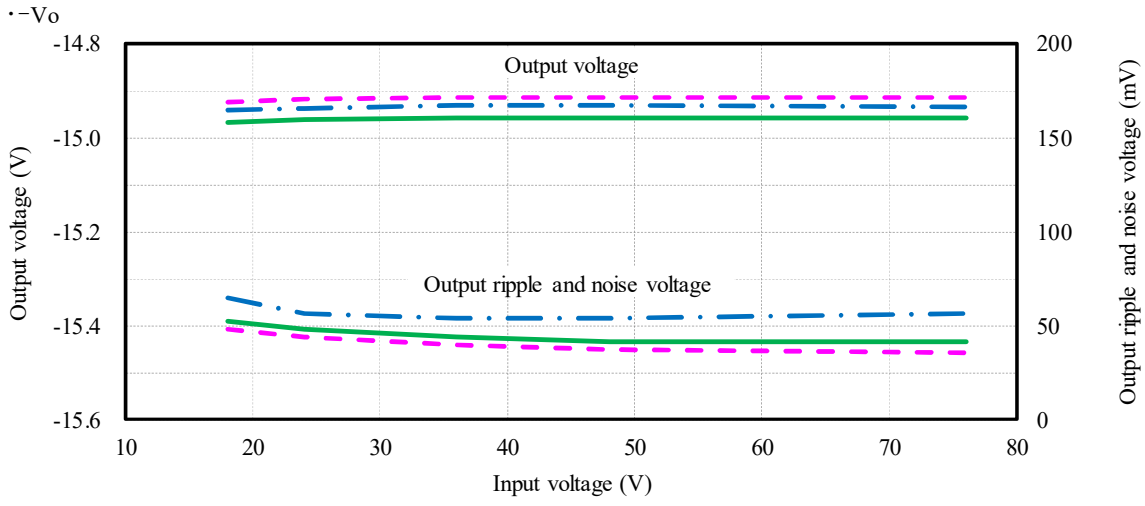 ・−Vo
-14.8
-15.0
-15.2
-15.4
-15.6
Output voltage (V)
Output voltage
Output ripple and noise voltage
200
150
100
50
0
Output ripple and noise voltage (mV)
10 20 30 40 50 60 70 80
Input voltage (V)